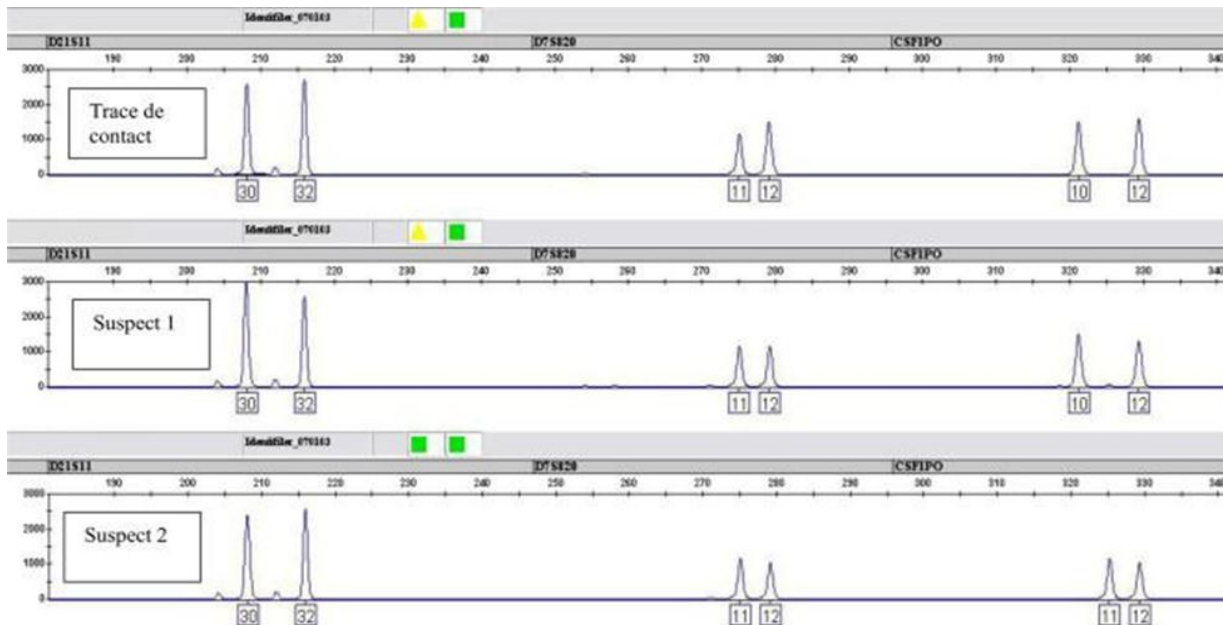 Identifiler_070103
D21S11 D7S820 CSF1PO
190 200 210 220 230 240 250 260 270 280 290 300 310 320 330 340
3000
2000
1000
0
Trace de
contact
30 32 11 12 10 12
Identifiler_070103
D21S11 D7S820 CSF1PO
190 200 210 220 230 240 250 260 270 280 290 300 310 320 330 340
3000
2000
1000
0
Suspect 1
30 32 11 12 10 12
Identifiler_070103
D21S11 D7S820 CSF1PO
190 200 210 220 230 240 250 260 270 280 290 300 310 320 330 340
3000
2000
1000
0
Suspect 2
30 32 11 12 11 12